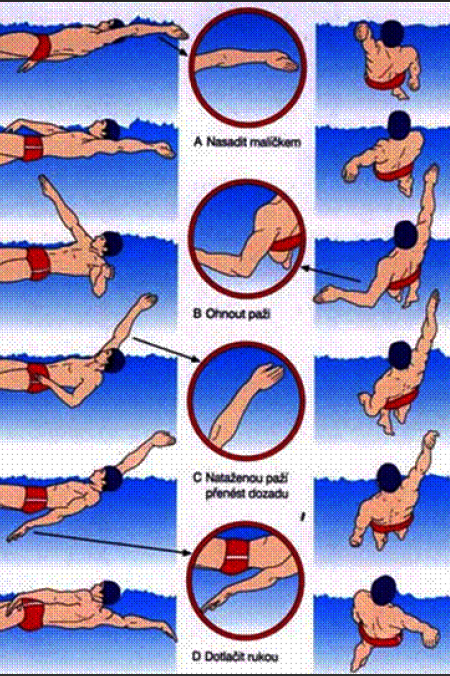 A Nasadit malíčkem
B Ohnout paži
C Nataženou paží
přenést dozadu
D Dotlačit rukou